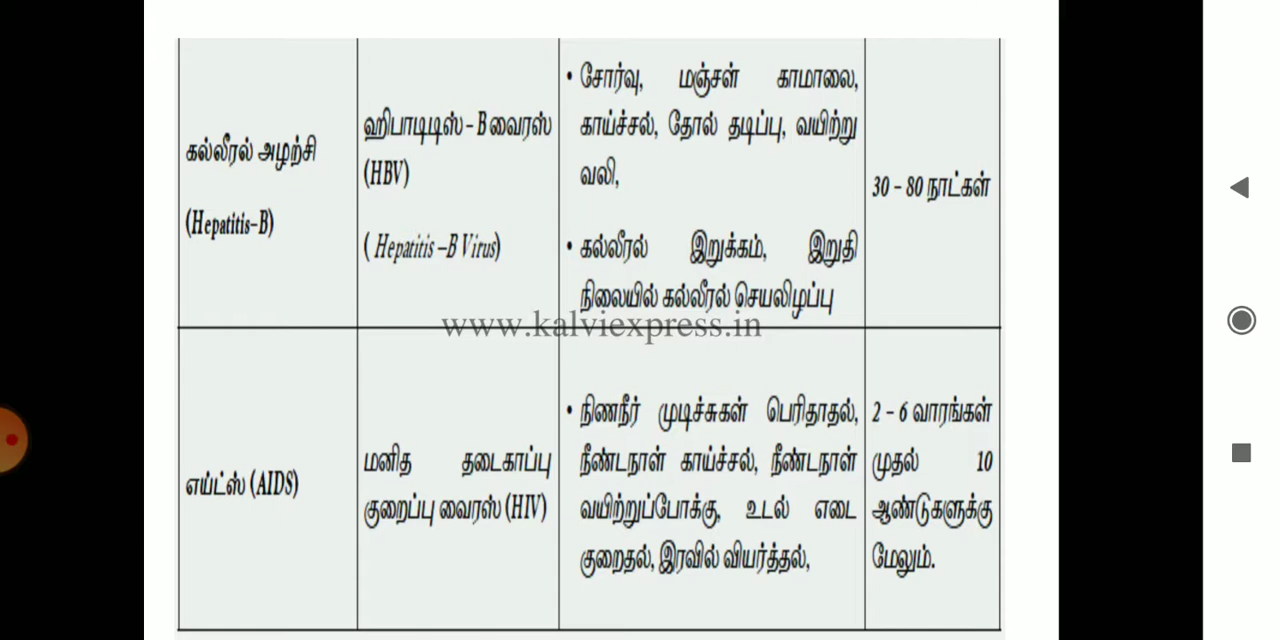 கல்லீரல் அழற்சி
(Hepatitis-B)
ஹிபாடிடிஸ் – B வைரஸ்
(HBV)
( Hepatitis –B Virus)
• சோர்வு, மஞ்சள் காமாலை,
காய்ச்சல், தோல் தடிப்பு, வயிற்று
வலி,
• கல்லீரல் இறுக்கம், இறுதி
நிலையில் கல்லீரல் செயலிழப்பு
30 – 80 நாட்கள்
www.kalviexpress.in
எய்ட்ஸ் (AIDS)
மனித தடைகாப்பு
குறைப்பு வைரஸ் (HIV)
• நிணநீர் முடிச்சுகள் பெரிதாதல்,
நீண்டநாள் காய்ச்சல், நீண்டநாள்
வயிற்றுப்போக்கு, உடல் எடை
குறைதல், இரவில் வியர்த்தல்,
2 – 6 வாரங்கள்
முதல் 10
ஆண்டுகளுக்கு
மேலும்.